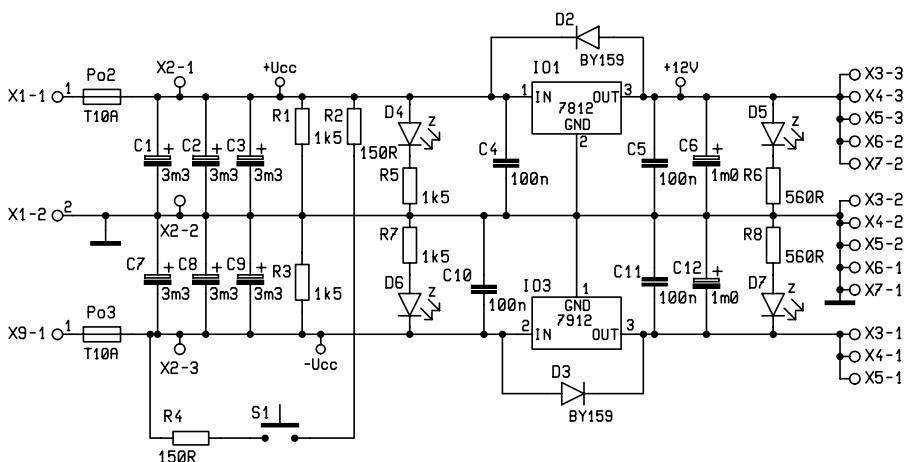 D2
BY159
X1-1
1
Po2
T10A
X2-1
+Ucc
R1
1k5
R2
150R
D4
Z
R5
1k5
C4
100n
IO1
1
IN
7812
OUT
3
GND
2
+12V
C5
100n
C6
1m0
D5
Z
R6
560R
X3-3
X4-3
X5-3
X6-2
X7-2
C1
+
3m3
C2
+
3m3
C3
+
3m3
X1-2
2
X2-2
X3-2
X4-2
X5-2
X6-1
X7-1
C7
+
3m3
C8
+
3m3
C9
+
3m3
R3
1k5
R7
1k5
D6
Z
C10
100n
IO3
1
GND
7912
2
IN
OUT
3
C11
100n
C12
+
1m0
R8
560R
D7
Z
X9-1
1
Po3
T10A
X2-3
-Ucc
X3-1
X4-1
X5-1
D3
BY159
R4
150R
S1